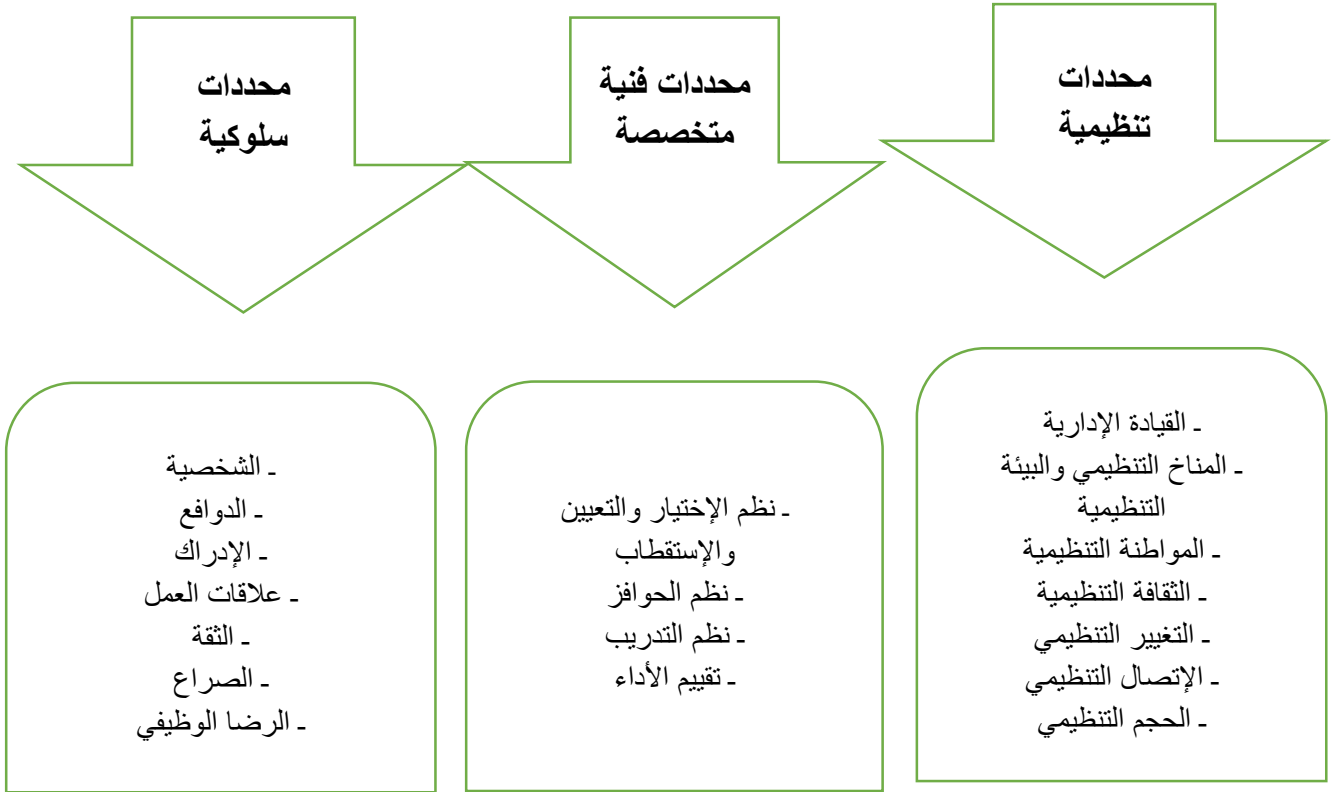 محددات
تنظيمية
محددات فنية
متخصصة
محددات
سلوكية
ـ القيادة الإدارية
ـ المناخ التنظيمي والبيئة
التنظيمية
ـ المواطنة التنظيمية
ـ الثقافة التنظيمية
ـ التغيير التنظيمي
ـ الإتصال التنظيمي
ـ الحجم التنظيمي
ـ نظم الإختيار والتعيين
والإستقطاب
ـ نظم الحوافز
ـ نظم التدريب
ـ تقييم الأداء
ـ الشخصية
ـ الدوافع
ـ الإدراك
ـ علاقات العمل
ـ الثقة
ـ الصراع
ـ الرضا الوظيفي